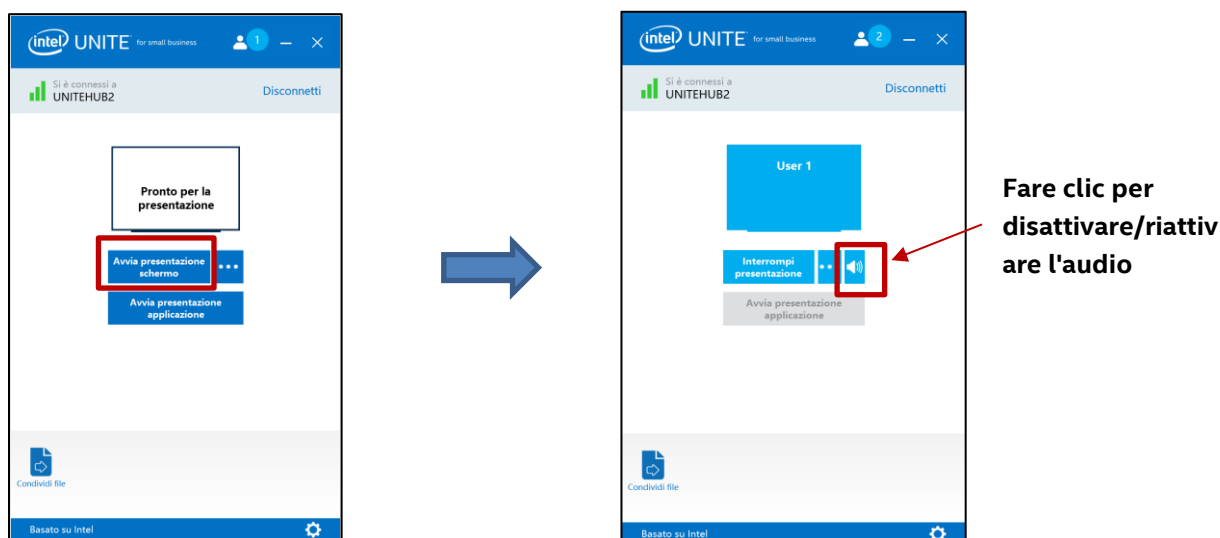 intel UNITE for small business 1
Si è connessi a
UNITEHUB2
Disconnetti
Pronto per la
presentazione
Avvia presentazione
schermo
Avvia presentazione
applicazione
Condividi file
Basato su Intel
intel UNITE for small business 2
Si è connessi a
UNITEHUB2
Disconnetti
User 1
Interrompi
presentazione
Avvia presentazione
applicazione
Condividi file
Basato su Intel
Fare clic per
disattivare/riattiv
are l'audio